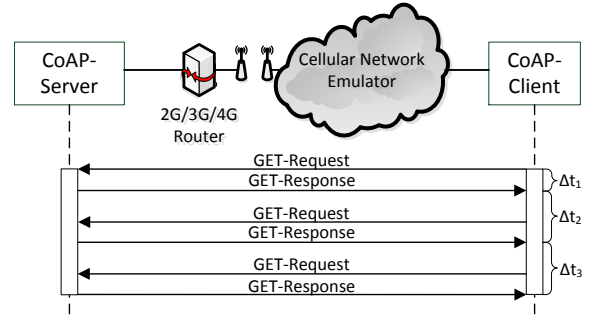 CoAP-
Server
2G/3G/4G
Router
Cellular Network
Emulator
CoAP-
Client
GET-Request
GET-Response
Δt₁
GET-Request
GET-Response
Δt₂
GET-Request
GET-Response
Δt₃